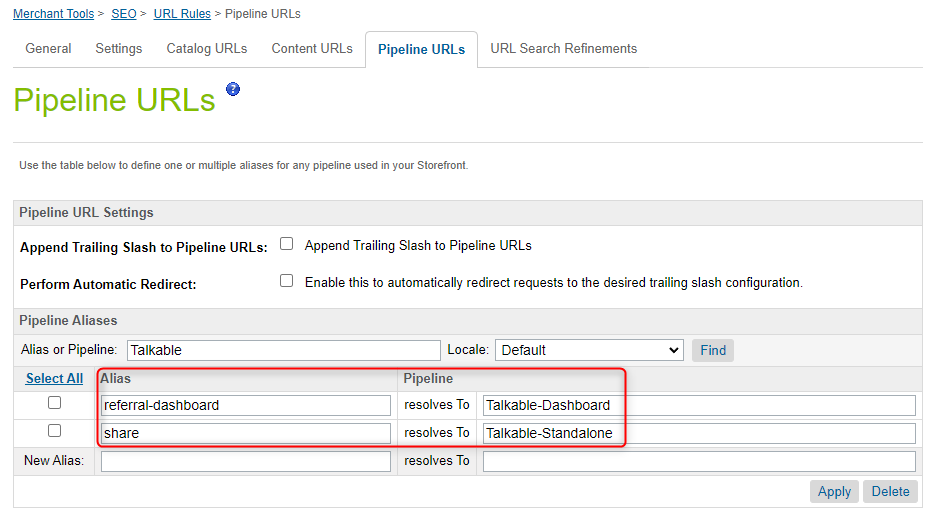 Merchant Tools > SEO > URL Rules > Pipeline URLs
General Settings Catalog URLs Content URLs Pipeline URLs URL Search Refinements
Pipeline URLs ?
Use the table below to define one or multiple aliases for any pipeline used in your Storefront.
Pipeline URL Settings
Append Trailing Slash to Pipeline URLs: Append Trailing Slash to Pipeline URLs
Perform Automatic Redirect: Enable this to automatically redirect requests to the desired trailing slash configuration.
Pipeline Aliases
Alias or Pipeline: Talkable Locale: Default Find
Select All Alias Pipeline
referral-dashboard resolves To Talkable-Dashboard
share resolves To Talkable-Standalone
New Alias: resolves To
Apply Delete